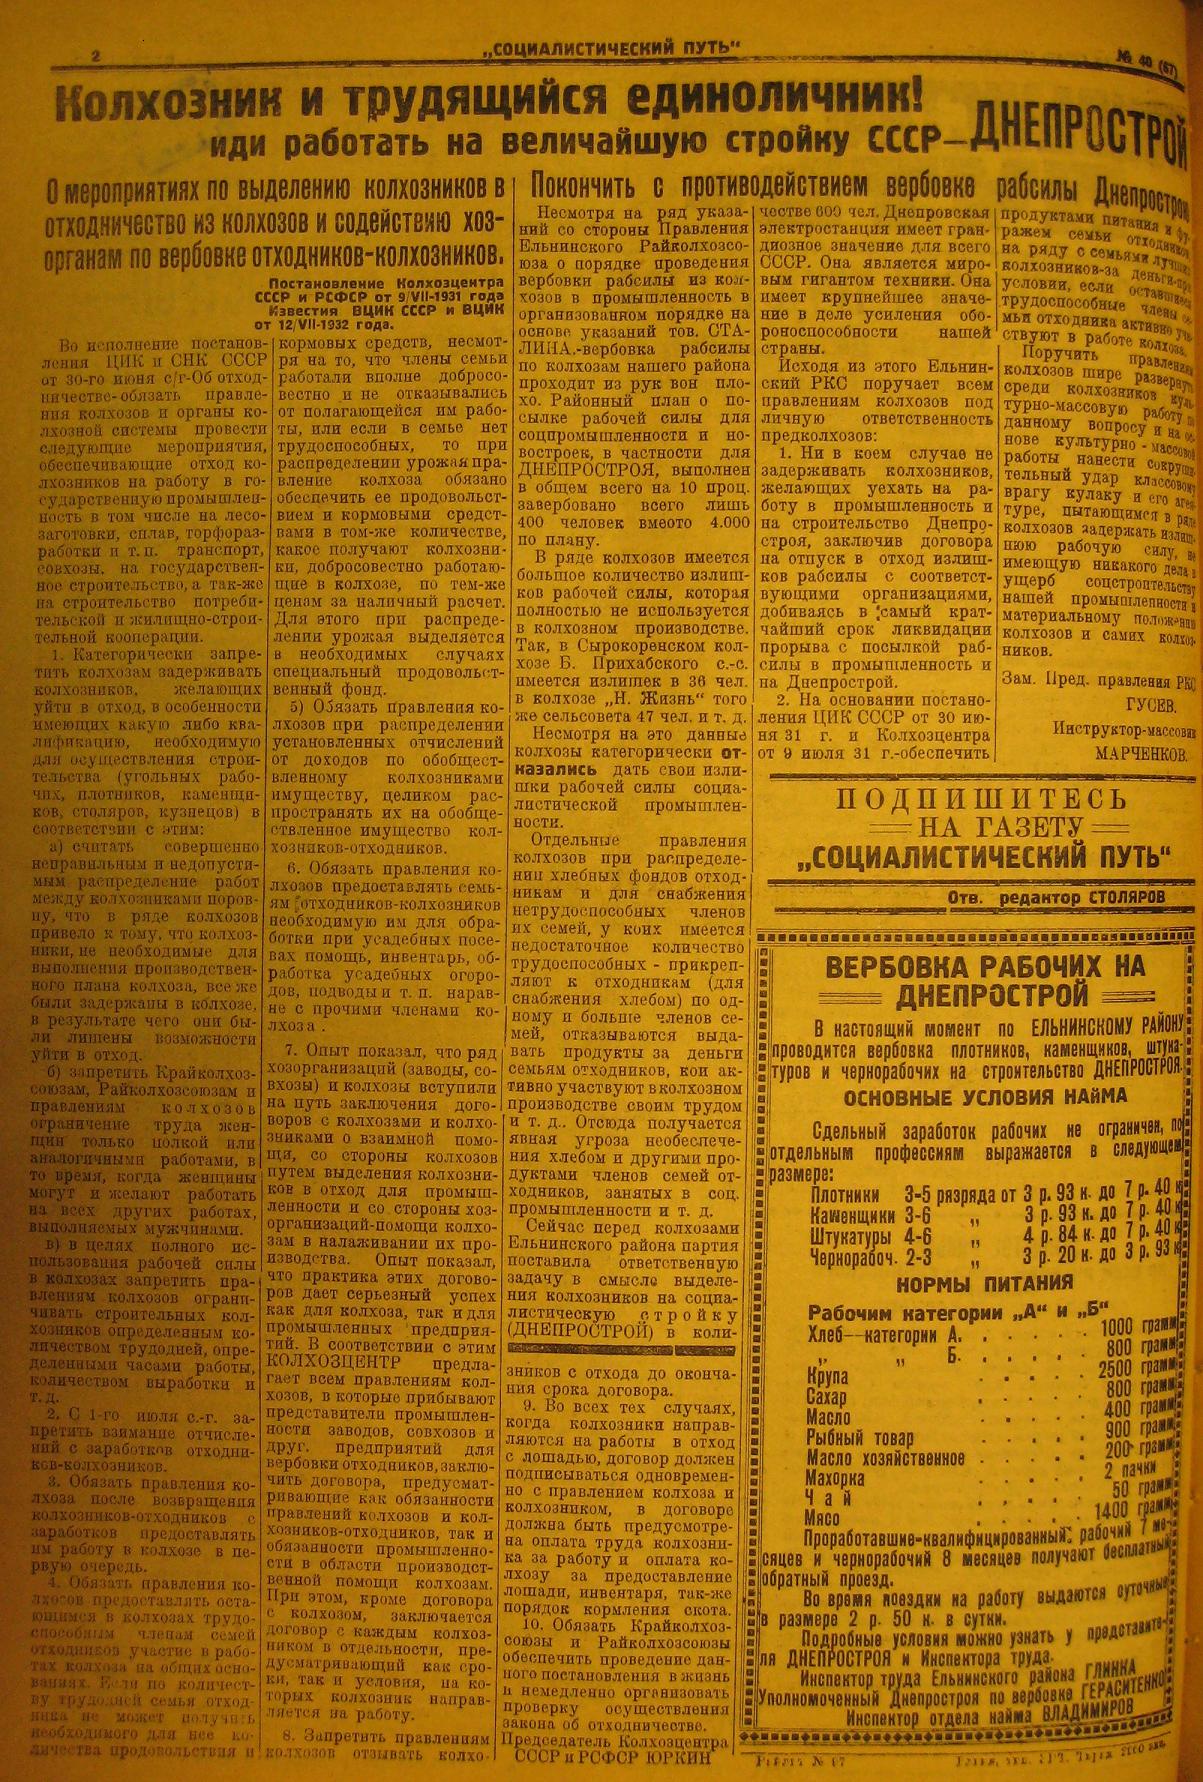 2
„СОЦИАЛИСТИЧЕСКИЙ ПУТЬ“
№ 40 (67)
Колхозник и трудящийся единоличник!
иди работать на величайшую стройку СССР—ДНЕПРОСТРОЙ
О мероприятиях по выделению колхозников в
отходничество из колхозов и содействию хоз-
органам по вербовке отходников-колхозников.
Постановление Колхозцентра
СССР и РСФСР от 9/VII-1931 года
Известия ВЦИК СССР и ВЦИК
от 12/VII-1932 года.
Во исполнение постанов-
ления ЦИК и СНК СССР
от 30-го июня с/г-Об отход-
ничестве-обязать правле-
ния колхозов и органы ко-
лхозной системы провести
следующие мероприятия,
обеспечивающие отход ко-
лхозников на работу в го-
сударственную промышлен-
ность в том числе на лесо-
заготовки, сплав, торфораз-
работки и т.п. транспорт,
совхозы, на государствен-
ное строительство, а так-же
на строительство потреби-
тельской и жилищно-строи-
тельной кооперации.
1. Категорически запре-
тить колхозам задерживать
колхозников, желающих
уйти в отход, в особенности
имеющих какую либо ква-
лификацию, необходимую
для осуществления строи-
тельства (угольных рабо-
чих, плотников, каменщи-
ков, столяров, кузнецов) в
соответствии с этим:
а) считать совершенно
неправильным и недопусти-
мым распределение работ
между колхозниками поров-
ну, что в ряде колхозов
привело к тому, что колхоз-
ники, не необходимые для
выполнения производствен-
ного плана колхоза, все же
были задержаны в колхозе,
в результате чего они бы-
ли лишены возможности
уйти в отход.
б) запретить Крайколхоз-
союзам, Райколхозсоюзам и
правлениям колхозов
ограничение труда жен-
щин только полкой или
аналогичными работами, в
то время, когда женщины
могут и желают работать
на всех других работах,
выполняемых мужчинами.
в) в целях полного ис-
пользования рабочей силы
в колхозах запретить пра-
влениям колхозов ограни-
чивать строительных кол-
хозников определенным ко-
личеством трудодней, опре-
деленными часами работы,
количеством выработки и
т.д.
2. С 1-го июля с.-г. за-
претить взимание отчисле-
ний с заработков отходни-
ков-колхозников.
3. Обязать правления ко-
лхоза после возвращения
колхозников-отходников с
заработков предоставлять
им работу в колхозе в пе-
рвую очередь.
4. Обязать правления ко-
лхозов предоставлять оста-
ющимся в колхозах трудо-
способным членам семей
отходников участие в рабо-
тах колхоза на общих осно-
ваниях. Если по количест-
ву трудодней семья отход-
ника не может получить
необходимого для нее ко-
личества продовольствия и
кормовых средств, несмот-
ря на то, что члены семьи
работали вполне добросо-
вестно и не отказывались
от полагающейся им рабо-
ты, или если в семье нет
трудоспособных, то при
распределении урожая пра-
вление колхоза обязано
обеспечить ее продовольст-
вием и кормовыми средст-
вами в том-же количестве,
какое получают колхозни-
ки, добросовестно работаю-
щие в колхозе, по тем-же
ценам за наличный расчет.
Для этого при распреде-
лении урожая выделяется
в необходимых случаях
специальный продовольст-
венный фонд.
5) Обязать правления ко-
лхозов при распределении
установленных отчислений
от доходов по обобщест-
вленному колхозниками
имуществу, целиком рас-
пространять их на обобще-
ствленное имущество кол-
хозников-отходников.
6. Обязать правления ко-
лхозов предоставлять семь-
ям отходников-колхозников
необходимую им для обра-
ботки при усадебных посе-
вах помощь, инвентарь, об-
работка усадебных огоро-
дов, подводы и т. п. нарав-
не с прочими членами ко-
лхоза.
7. Опыт показал, что ряд
хозорганизаций (заводы, со-
вхозы) и колхозы вступили
на путь заключения дого-
воров с колхозами и колхо-
зниками о взаимной помо-
щи, со стороны колхозов
путем выделения колхозни-
ков в отход для промыш-
ленности и со стороны хоз-
организаций-помощи колхо-
зам в налаживании их про-
изводства. Опыт показал,
что практика этих догово-
ров дает серьезный успех
как для колхоза, так и для
промышленных предприя-
тий. В соответствии с этим
КОЛХОЗЦЕНТР предла-
гает всем правлениям кол-
хозов, в которые прибывают
представители промышлен-
ности заводов, совхозов и
друг. предприятий для
вербовки отходников, заклю-
чить договора, предусмат-
ривающие как обязанности
правлений колхозов и кол-
хозников-отходников, так и
обязанности промышленно-
сти в области производст-
венной помощи колхозам.
При этом, кроме договора
с колхозом, заключается
договор с каждым колхоз-
ником в отдельности, пре-
дусматривающий как сро-
ки, так и условия, на ко-
торых колхозник направ-
ляется на работу.
8. Запретить правлениям
колхозов отзывать колхо-
Покончить с противодействием вербовке рабсилы Днепрострою
Несмотря на ряд указа-
ний со стороны Правления
Ельнинского Райколхозсо-
юза о порядке проведения
вербовки рабсилы из кол-
хозов в промышленность в
организованном порядке на
основе указаний тов. СТА-
ЛИНА,-вербовка рабсилы
по колхозам нашего района
проходит из рук вон пло-
хо. Районный план о по-
сылке рабочей силы для
соцпромышленности и но-
востроек, в частности для
ДНЕПРОСТРОЯ, выполнен
в общем всего на 10 проц.
завербовано всего лишь
400 человек вместо 4.000
по плану.
В ряде колхозов имеется
большое количество излиш-
ков рабочей силы, которая
полностью не используется
в колхозном производстве.
Так, в Сырокоренском кол-
хозе Б. Прихабского с.-с.
имеется излишек в 36 чел.
в колхозе „Н. Жизнь“ того
же сельсовета 47 чел. и т. д.
Несмотря на это данные
колхозы категорически от-
казались дать свои изли-
шки рабочей силы социа-
листической промышлен-
ности.
Отдельные правления
колхозов при распределе-
нии хлебных фондов отход-
никам и для снабжения
нетрудоспособных членов
их семей, у коих имеется
недостаточное количество
трудоспособных - прикреп-
ляют к отходникам (для
снабжения хлебом) по од-
ному и больше членов се-
мей, отказываются выда-
вать продукты за деньги
семьям отходников, кои ак-
тивно участвуют в колхозном
производстве своим трудом
и т. д.. Отсюда получается
явная угроза необеспече-
ния хлебом и другими про-
дуктами членов семей от-
ходников, занятых в соц.
промышленности и т. д.
Сейчас перед колхозами
Ельнинского района партия
поставила ответственную
задачу в смысле выделе-
ния колхозников на социа-
листическую стройку
(ДНЕПРОСТРОЙ) в коли-
зников с отхода до оконча-
ния срока договора.
9. Во всех тех случаях,
когда колхозники направ-
ляются на работы в отход
с лошадью, договор должен
подписываться одновремен-
но с правлением колхоза и
колхозником, в договоре
должна быть предусмотре-
на оплата труда колхозни-
ка за работу и оплата ко-
лхозу за предоставление
лошади, инвентаря, так-же
порядок кормления скота.
10. Обязать Крайколхоз-
союзы и Райколхозсоюзы
обеспечить проведение дан-
ного постановления в жизнь
и немедленно организовать
проверку осуществления
закона об отходничестве.
Председатель Колхозцентра
СССР и РСФСР ЮРКИН
честве 600 чел. Днепровская
электростанция имеет гран-
диозное значение для всего
СССР. Она является миро-
вым гигантом техники. Она
имеет крупнейшее значе-
ние в деле усиления обо-
роноспособности нашей
страны.
Исходя из этого Ельнин-
ский РКС поручает всем
правлениям колхозов под
личную ответственность
предколхозов:
1. Ни в коем случае не
задерживать колхозников,
желающих уехать на ра-
боту в промышленность и
на строительство Днепро-
строя, заключив договора
на отпуск в отход излиш-
ков рабсилы с соответст-
вующими организациями,
добиваясь в самый крат-
чайший срок ликвидации
прорыва с посылкой раб-
силы в промышленность и
на Днепрострой.
2. На основании постано-
ления ЦИК СССР от 30 ию-
ня 31 г. и Колхозцентра
от 9 июля 31 г.-обеспечить
продуктами питания и фу-
ражем семьи отходников,
на ряду с семьями лучших
колхозников-за деньги-при
условии, если оставшиеся
трудоспособные члены се-
мьи отходника активно уча-
ствуют в работе колхоза.
Поручить правлениям
колхозов шире развернуть
среди колхозников куль-
турно-массовую работу по
данному вопросу и на ос-
нове культурно - массовой
работы нанести сокруши-
тельный удар классовому
врагу кулаку и его аген-
туре, пытающимся в ряде
колхозов задержать излиш-
нюю рабочую силу, не
имеющую никакого дела в
ущерб соцстроительству
нашей промышленности и
материальному положению
колхозов и самих колхоз-
ников.
Зам. Пред. правления РКС
ГУСЕВ.
Инструктор-массовик
МАРЧЕНКОВ.
ПОДПИШИТЕСЬ
НА ГАЗЕТУ
„СОЦИАЛИСТИЧЕСКИЙ ПУТЬ“
Отв. редактор СТОЛЯРОВ
ВЕРБОВКА РАБОЧИХ НА
ДНЕПРОСТРОЙ
В настоящий момент по ЕЛЬНИНСКОМУ РАЙОНУ
проводится вербовка плотников, каменщиков, штука-
туров и чернорабочих на строительство ДНЕПРОСТРОЯ.
ОСНОВНЫЕ УСЛОВИЯ НАЙМА
Сдельный заработок рабочих не ограничен, по
отдельным профессиям выражается в следующем
размере:
Плотники 3-5 рязряда от 3 р. 93 к. до 7 р. 40 к
Каменщики 3-6 „ 3 р. 93 к. до 7 р. 40 к
Штукатуры 4-6 „ 4 р. 84 к. до 7 р. 40 к
Чернорабоч. 2-3 „ 3 р. 20 к. до 3 р. 93 к
НОРМЫ ПИТАНИЯ
Рабочим категории „А“ и „Б“
Хлеб—категории А. . . . . . 1000 грамм
„ „ Б. . . . . . 800 грамм
Крупа . . . . 2500 грамм
Сахар . . . . 800 грамм
Масло . . . . 400 грамм
Рыбный товар . . . . 900 грамм
Масло хозяйственное . . . . 200 грамм
Махорка . . . . 2 пачки
Чай . . . . 50 грамм
Мясо . . . . 1400 грамм
Проработавшие-квалифицированный: рабочий 7 ме-
сяцев и чернорабочий 8 месяцев получают бесплатный
обратный проезд.
Во время поездки на работу выдаются суточные
в размере 2 р. 50 к. в сутки.
Подробные условия можно узнать у представите-
ля ДНЕПРОСТРОЯ и Инспектора труда.
Инспектор труда Ельнинского района ГЛИНКА
Уполномоченный Днепростроя по вербовке ГЕРАСИТЕНКО
Инспектор отдела найма ВЛАДИМИРОВ